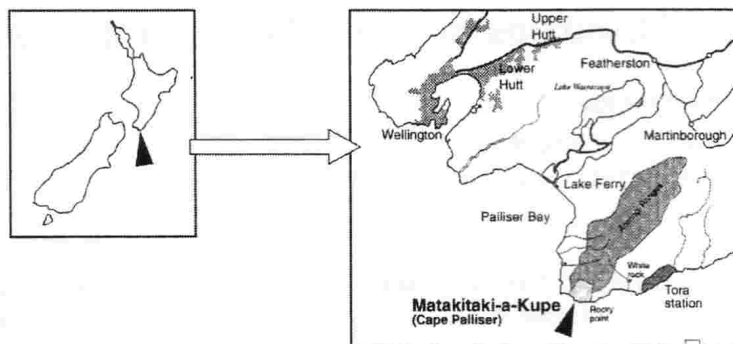 Upper
Hutt
Lower
Hutt
Featherston
Lake Wairarapa
Wellington
Martinborough
Lake Ferry
Palliser Bay
White
rock
Tora
station
Matakitaki-a-Kupe
(Cape Palliser)
Rocky
point